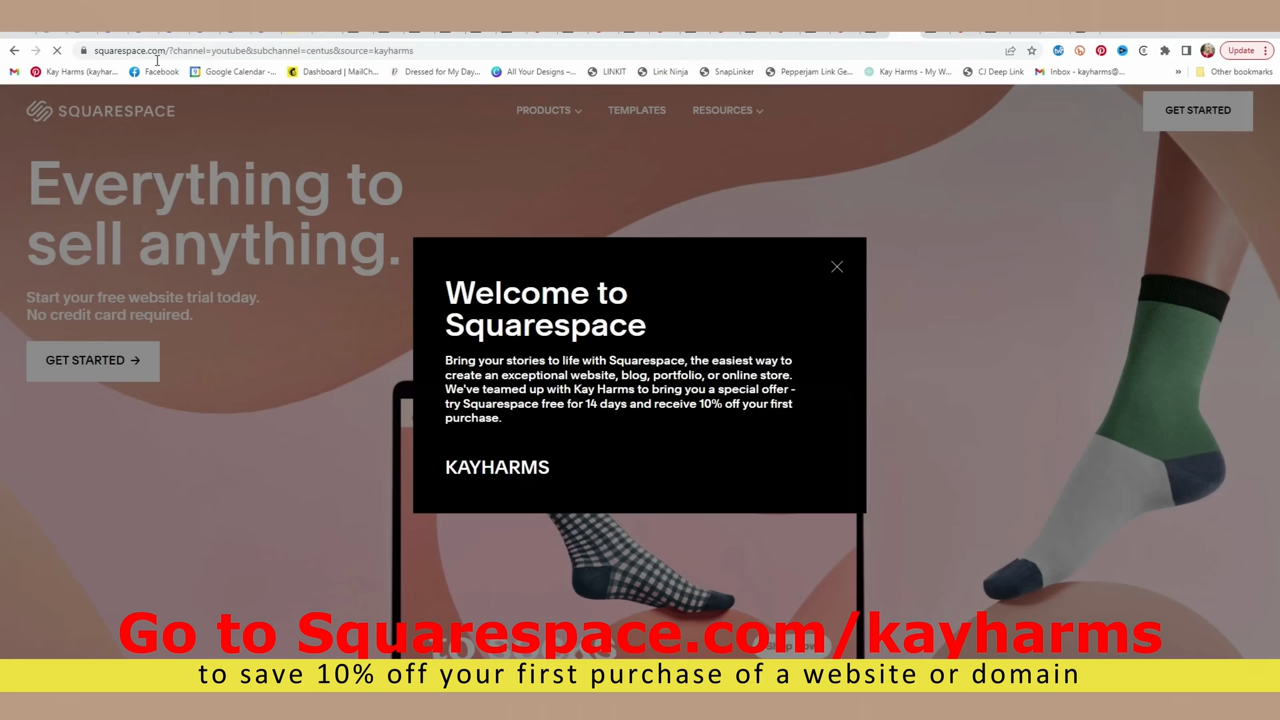 squarespace.com/?channel=youtube&subchannel=centus&source=kayharms
Update
Kay Harms (kayhar...
Facebook
Google Calendar -...
Dashboard | MailCh...
Dressed for My Day...
All Your Designs –...
LINKIT
Link Ninja
SnapLinker
Pepperjam Link Ge...
Kay Harms - My W...
CJ Deep Link
Inbox - kayharms@...
»
Other bookmarks
SQUARESPACE
PRODUCTS
TEMPLATES
RESOURCES
GET STARTED
Everything to
sell anything.
Start your free website trial today.
No credit card required.
GET STARTED →
Welcome to
Squarespace
Bring your stories to life with Squarespace, the easiest way to
create an exceptional website, blog, portfolio, or online store.
We've teamed up with Kay Harms to bring you a special offer -
try Squarespace free for 14 days and receive 10% off your first
purchase.
KAYHARMS
Go to Squarespace.com/kayharms
to save 10% off your first purchase of a website or domain